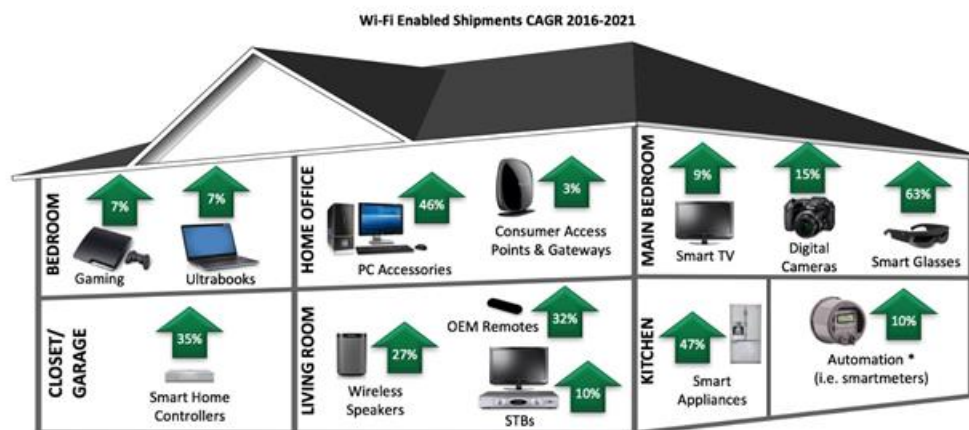 Wi-Fi Enabled Shipments CAGR 2016-2021
BEDROOM
7%
Gaming
7%
Ultrabooks
HOME OFFICE
46%
PC Accessories
3%
Consumer Access
Points & Gateways
MAIN BEDROOM
9%
Smart TV
15%
Digital
Cameras
63%
Smart Glasses
CLOSET/
GARAGE
35%
Smart Home
Controllers
LIVING ROOM
27%
Wireless
Speakers
OEM Remotes
32%
STBs
10%
KITCHEN
47%
Smart
Appliances
10%
Automation *
(i.e. smartmeters)